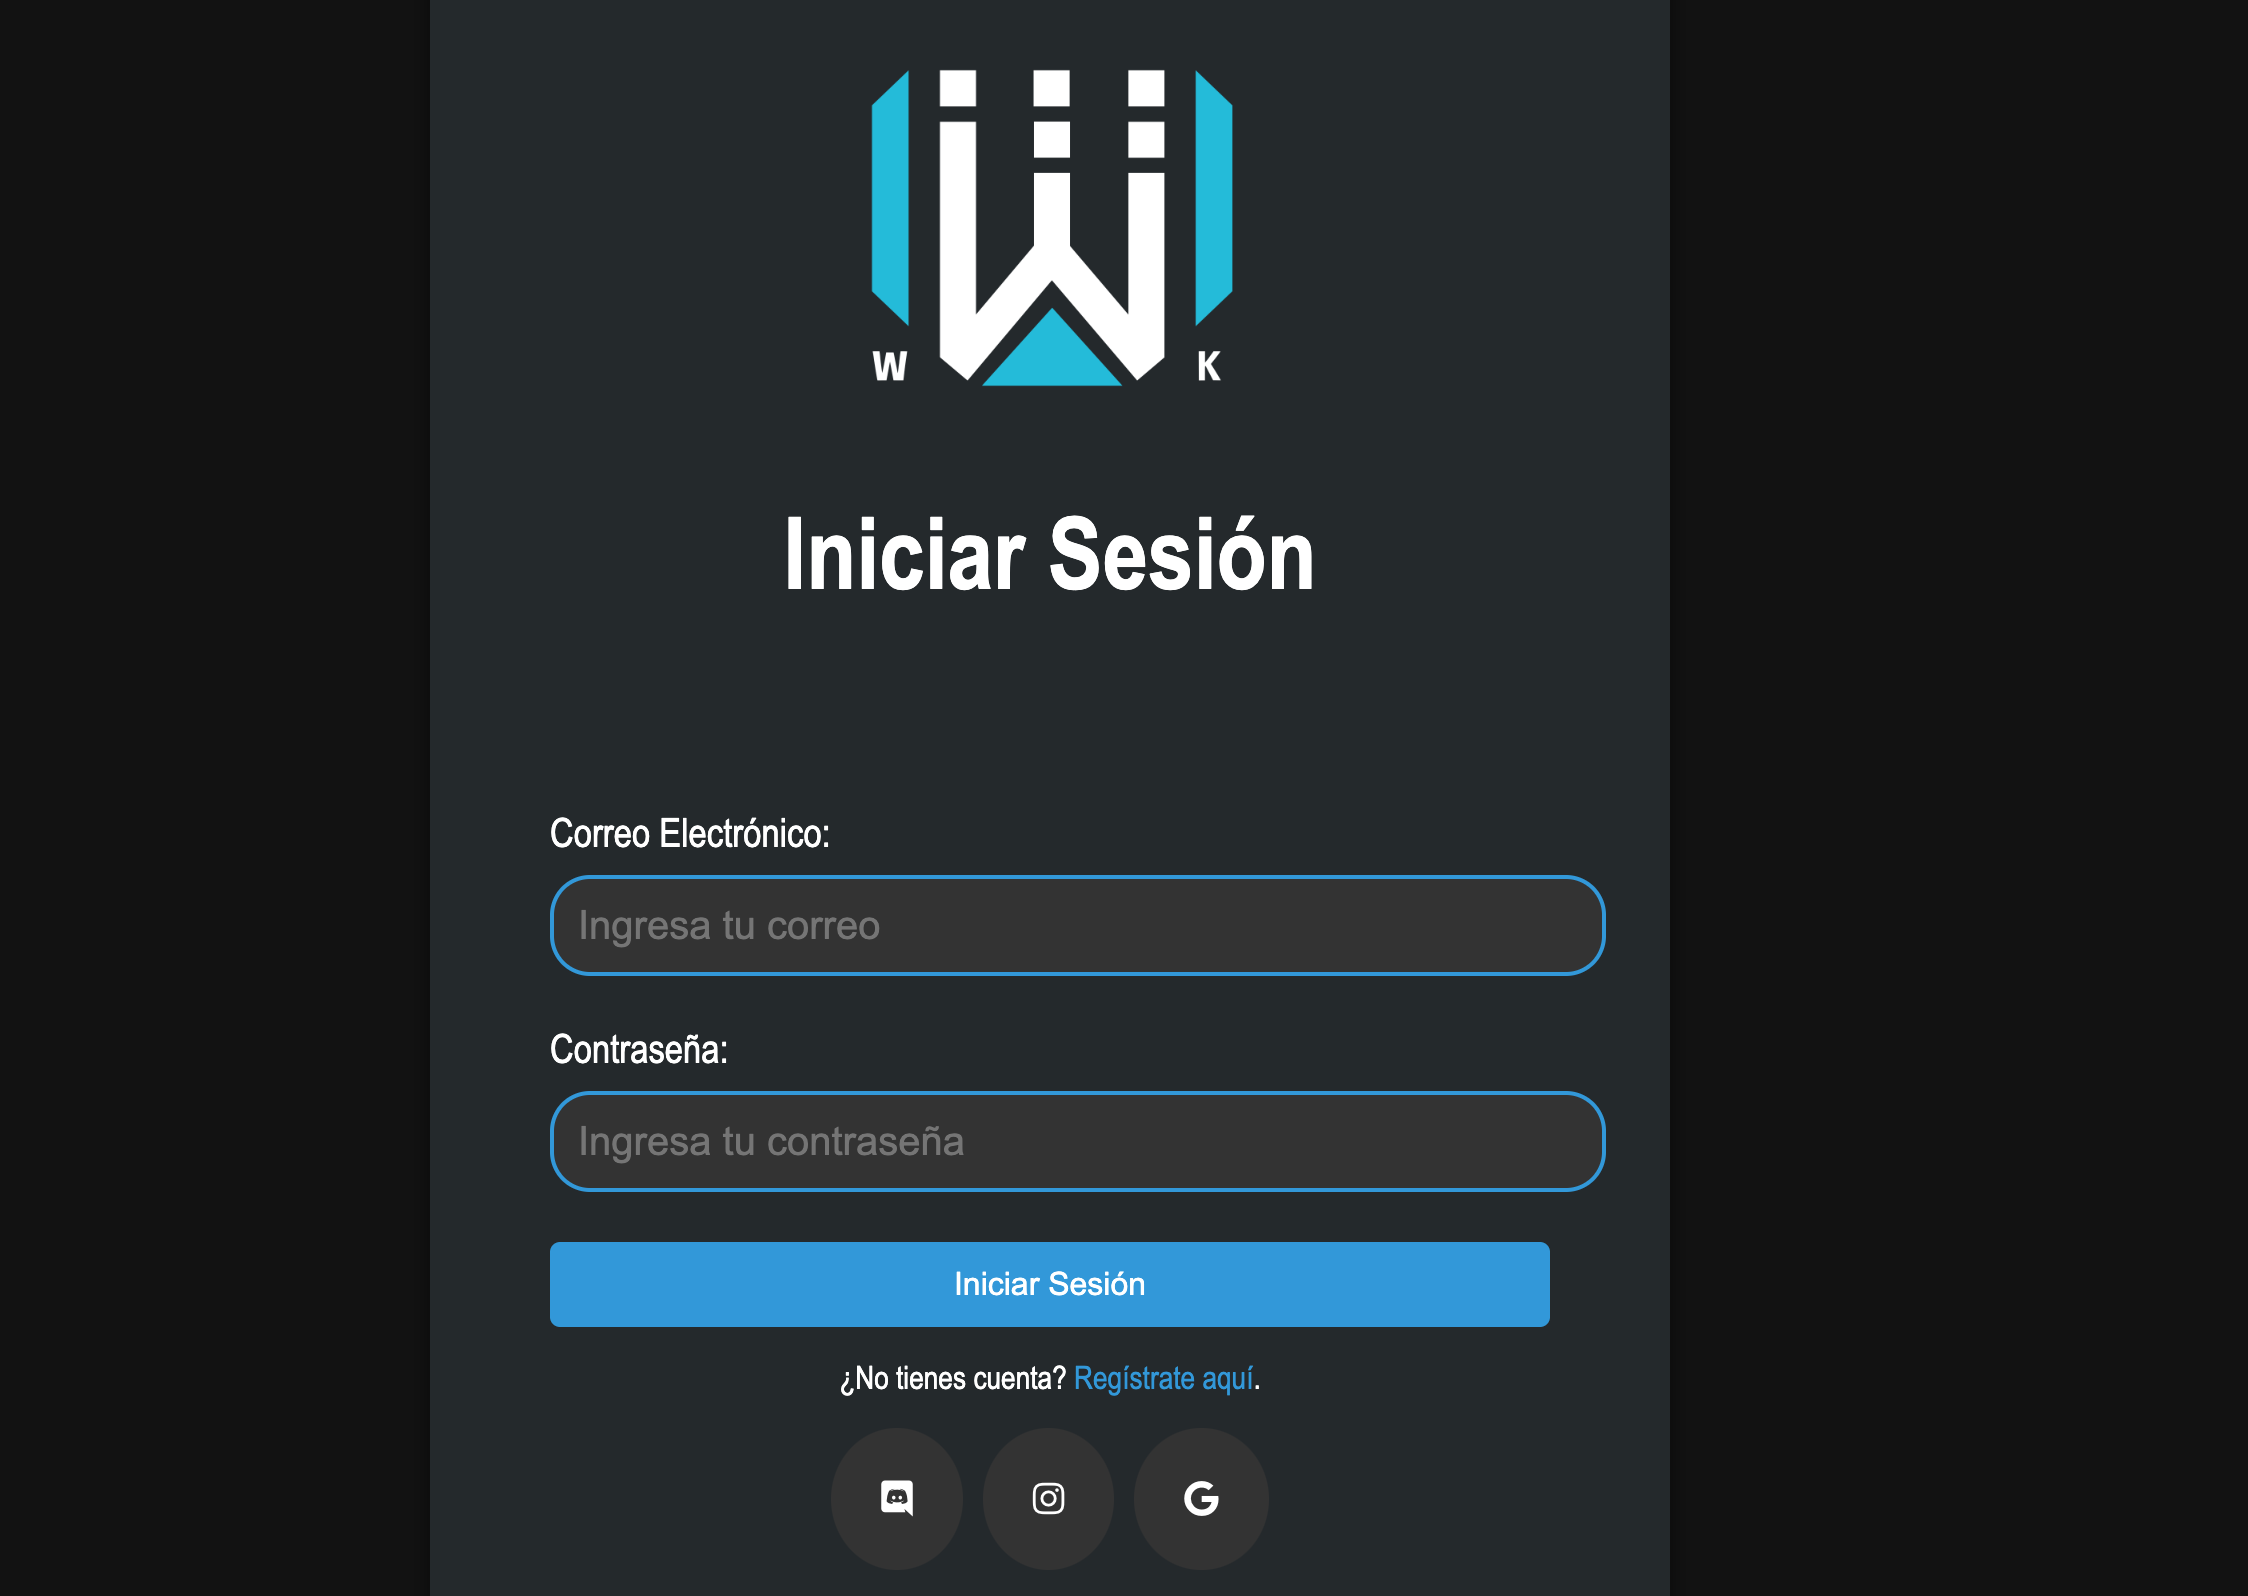 W K
Iniciar Sesión
Correo Electrónico:
Ingresa tu correo
Contraseña:
Ingresa tu contraseña
Iniciar Sesión
¿No tienes cuenta? Regístrate aquí.